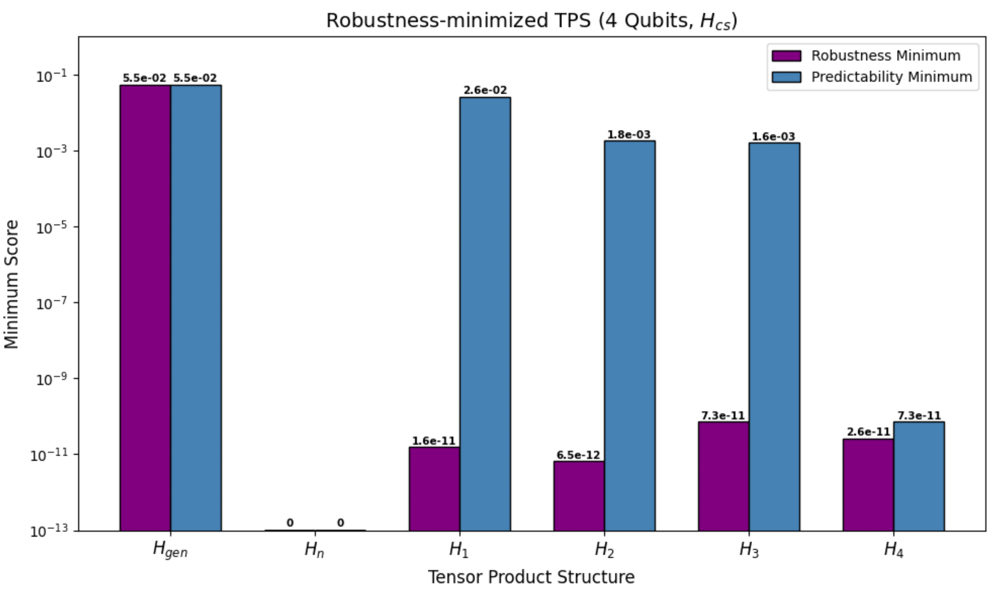 Robustness-minimized TPS (4 Qubits, H_cs)
Robustness Minimum
Predictability Minimum
Minimum Score
10^−1
10^−3
10^−5
10^−7
10^−9
10^−11
10^−13
5.5e-02 5.5e-02
0 0
1.6e-11 2.6e-02
6.5e-12 1.8e-03
7.3e-11 1.6e-03
2.6e-11 7.3e-11
H_gen H_n H_1 H_2 H_3 H_4
Tensor Product Structure